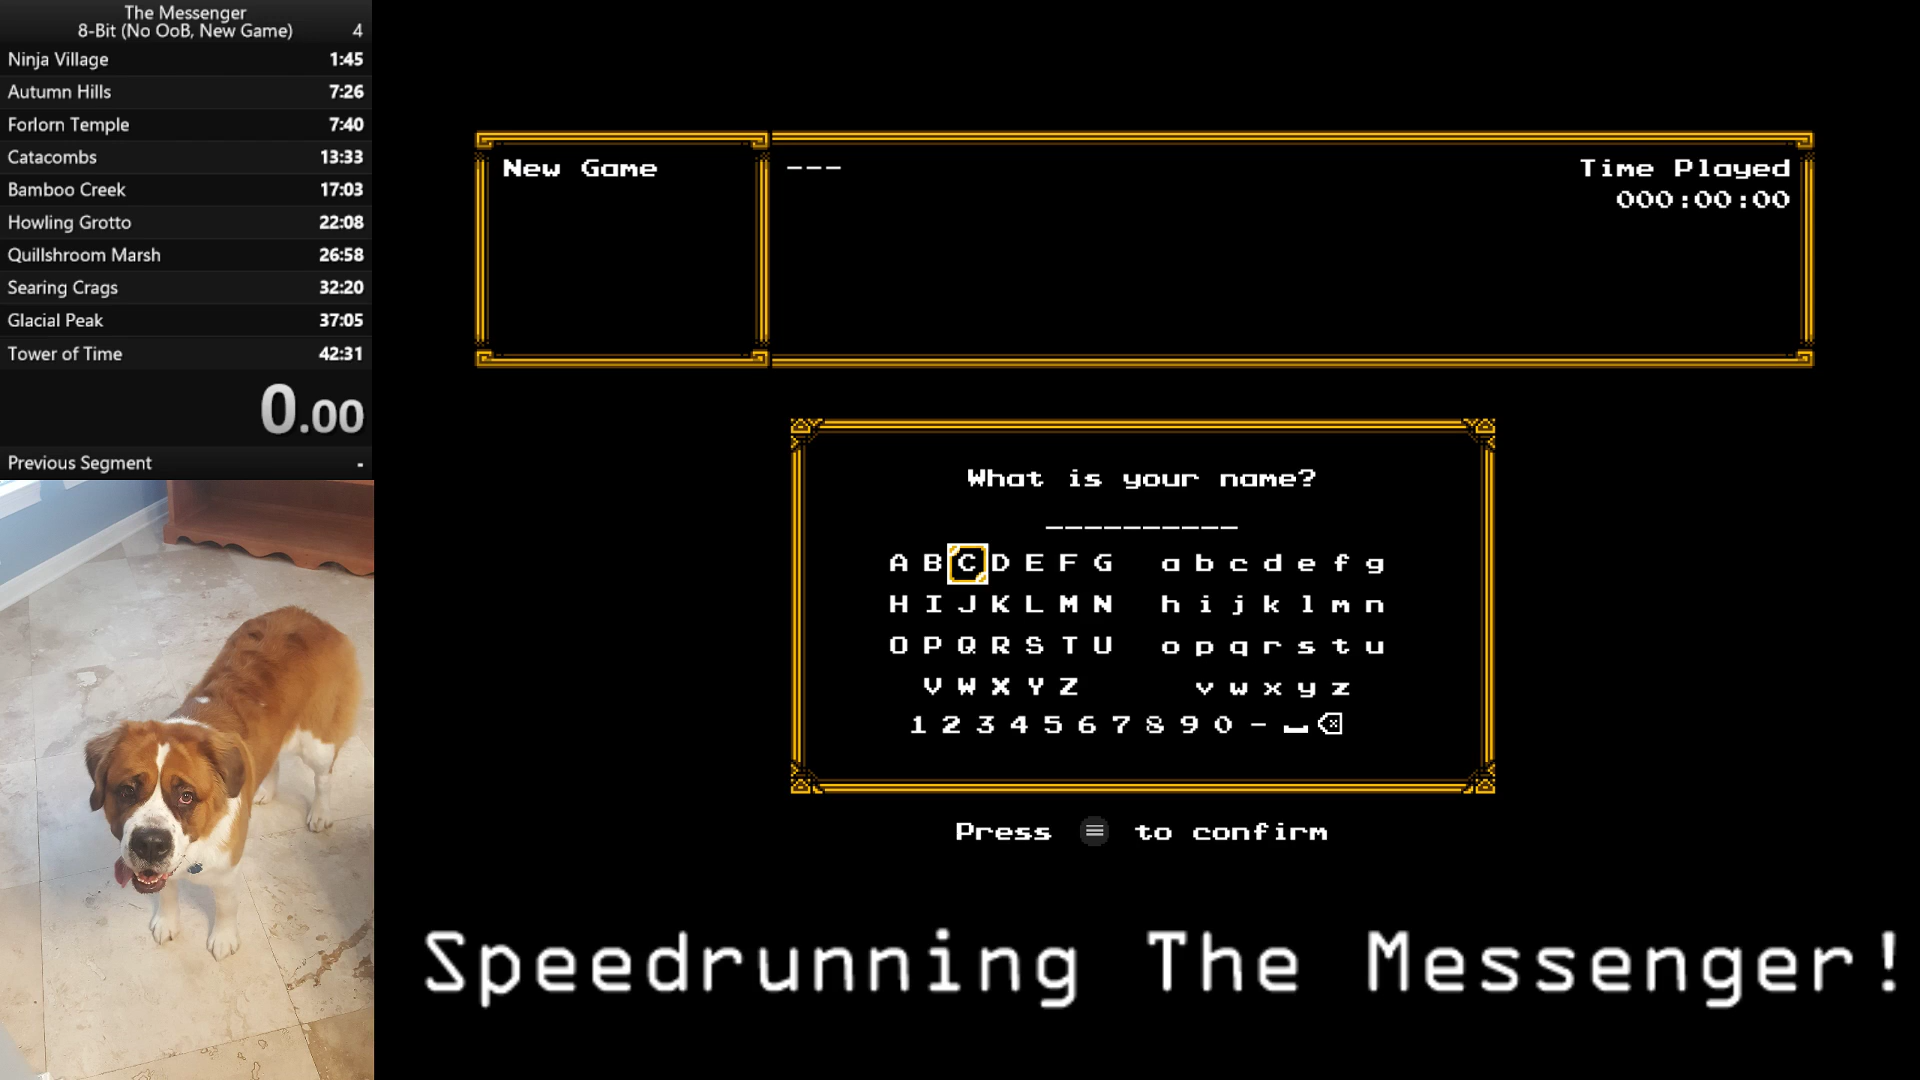 The Messenger
8-Bit (No OoB, New Game) 4
Ninja Village 1:45
Autumn Hills 7:26
Forlorn Temple 7:40
Catacombs 13:33
Bamboo Creek 17:03
Howling Grotto 22:08
Quillshroom Marsh 26:58
Searing Crags 32:20
Glacial Peak 37:05
Tower of Time 42:31
0.00
Previous Segment -
New Game --- Time Played
000:00:00
What is your name?
__________
A B C D E F G a b c d e f g
H I J K L M N h i j k l m n
O P Q R S T U o p q r s t u
V W X Y Z v w x y z
1 2 3 4 5 6 7 8 9 0 -
Press to confirm
Speedrunning The Messenger!